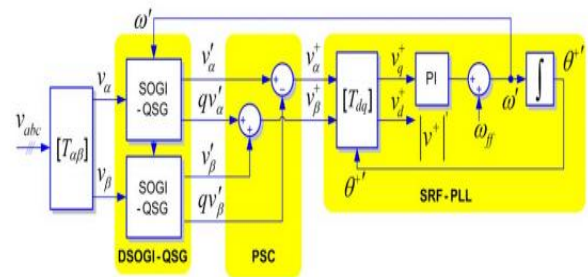 ω′
v_abc
[T_αβ]
v_α
v_β
SOGI
-QSG
SOGI
-QSG
DSOGI-QSG
v′_α
qv′_α
v′_β
qv′_β
+
-
+
+
PSC
v⁺_α
v⁺_β
[T_dq]
v⁺_q
v⁺_d
PI
+
+
ω_ff
ω′
∫
θ⁺′
|v⁺|′
θ⁺′
SRF-PLL